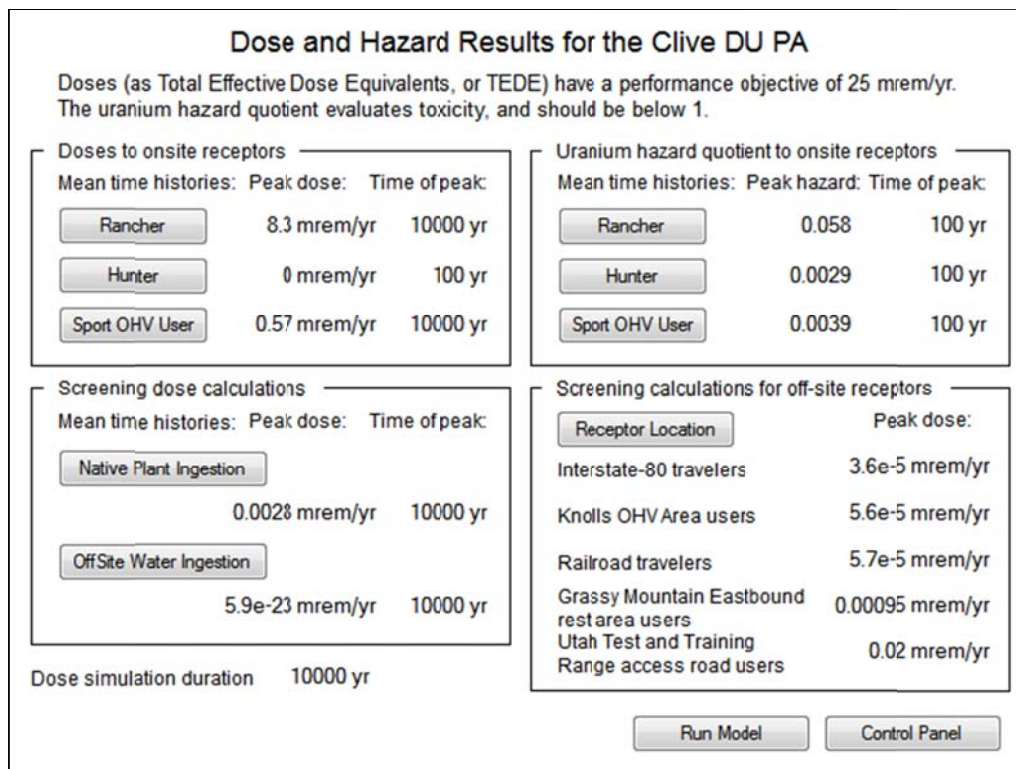 Dose and Hazard Results for the Clive DU PA
Doses (as Total Effective Dose Equivalents, or TEDE) have a performance objective of 25 mrem/yr.
The uranium hazard quotient evaluates toxicity, and should be below 1.
Doses to onsite receptors
Mean time histories: Peak dose: Time of peak:
Rancher 8.3 mrem/yr 10000 yr
Hunter 0 mrem/yr 100 yr
Sport OHV User 0.57 mrem/yr 10000 yr
Uranium hazard quotient to onsite receptors
Mean time histories: Peak hazard: Time of peak:
Rancher 0.058 100 yr
Hunter 0.0029 100 yr
Sport OHV User 0.0039 100 yr
Screening dose calculations
Mean time histories: Peak dose: Time of peak:
Native Plant Ingestion
0.0028 mrem/yr 10000 yr
OffSite Water Ingestion
5.9e-23 mrem/yr 10000 yr
Screening calculations for off-site receptors
Receptor Location Peak dose:
Interstate-80 travelers 3.6e-5 mrem/yr
Knolls OHV Area users 5.6e-5 mrem/yr
Railroad travelers 5.7e-5 mrem/yr
Grassy Mountain Eastbound
rest area users 0.00095 mrem/yr
Utah Test and Training
Range access road users 0.02 mrem/yr
Dose simulation duration 10000 yr
Run Model Control Panel